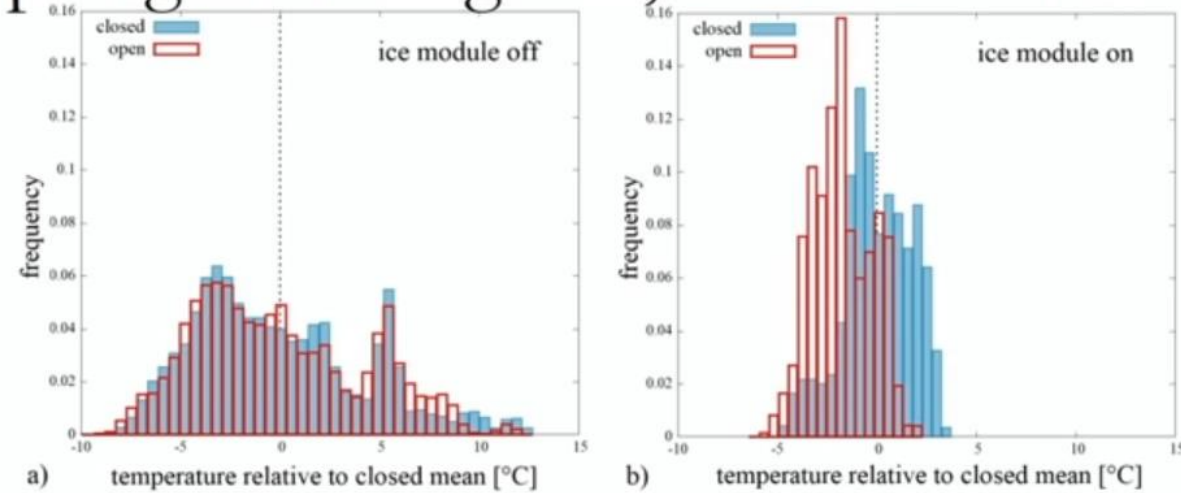 closed
open
ice module off
0.16
0.14
0.12
0.1
0.08
0.06
0.04
0.02
0
frequency
-10 -5 0 5 10 15
a) temperature relative to closed mean [°C]
closed
open
ice module on
0.16
0.14
0.12
0.1
0.08
0.06
0.04
0.02
0
frequency
-10 -5 0 5 10 15
b) temperature relative to closed mean [°C]